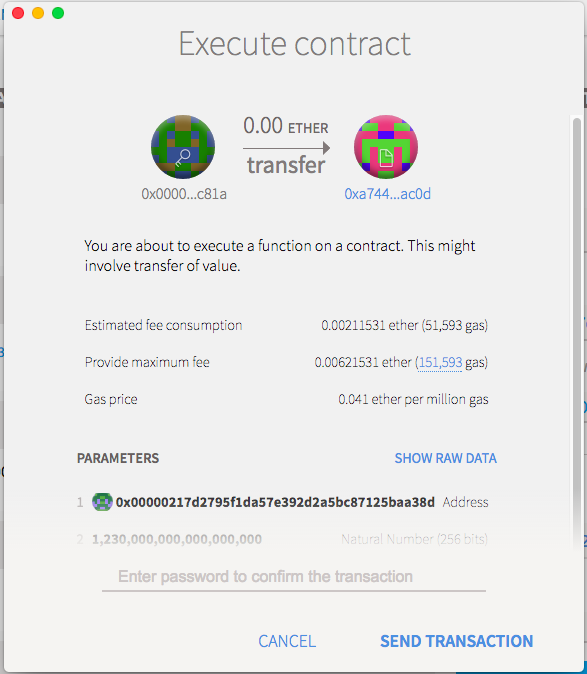 Execute contract
0.00 ETHER
transfer
0x0000...c81a
0xa744...ac0d
You are about to execute a function on a contract. This might
involve transfer of value.
Estimated fee consumption 0.00211531 ether (51,593 gas)
Provide maximum fee 0.00621531 ether (151,593 gas)
Gas price 0.041 ether per million gas
PARAMETERS SHOW RAW DATA
1 0x00000217d2795f1da57e392d2a5bc87125baa38d Address
2 1,230,000,000,000,000,000 Natural Number (256 bits)
Enter password to confirm the transaction
CANCEL SEND TRANSACTION